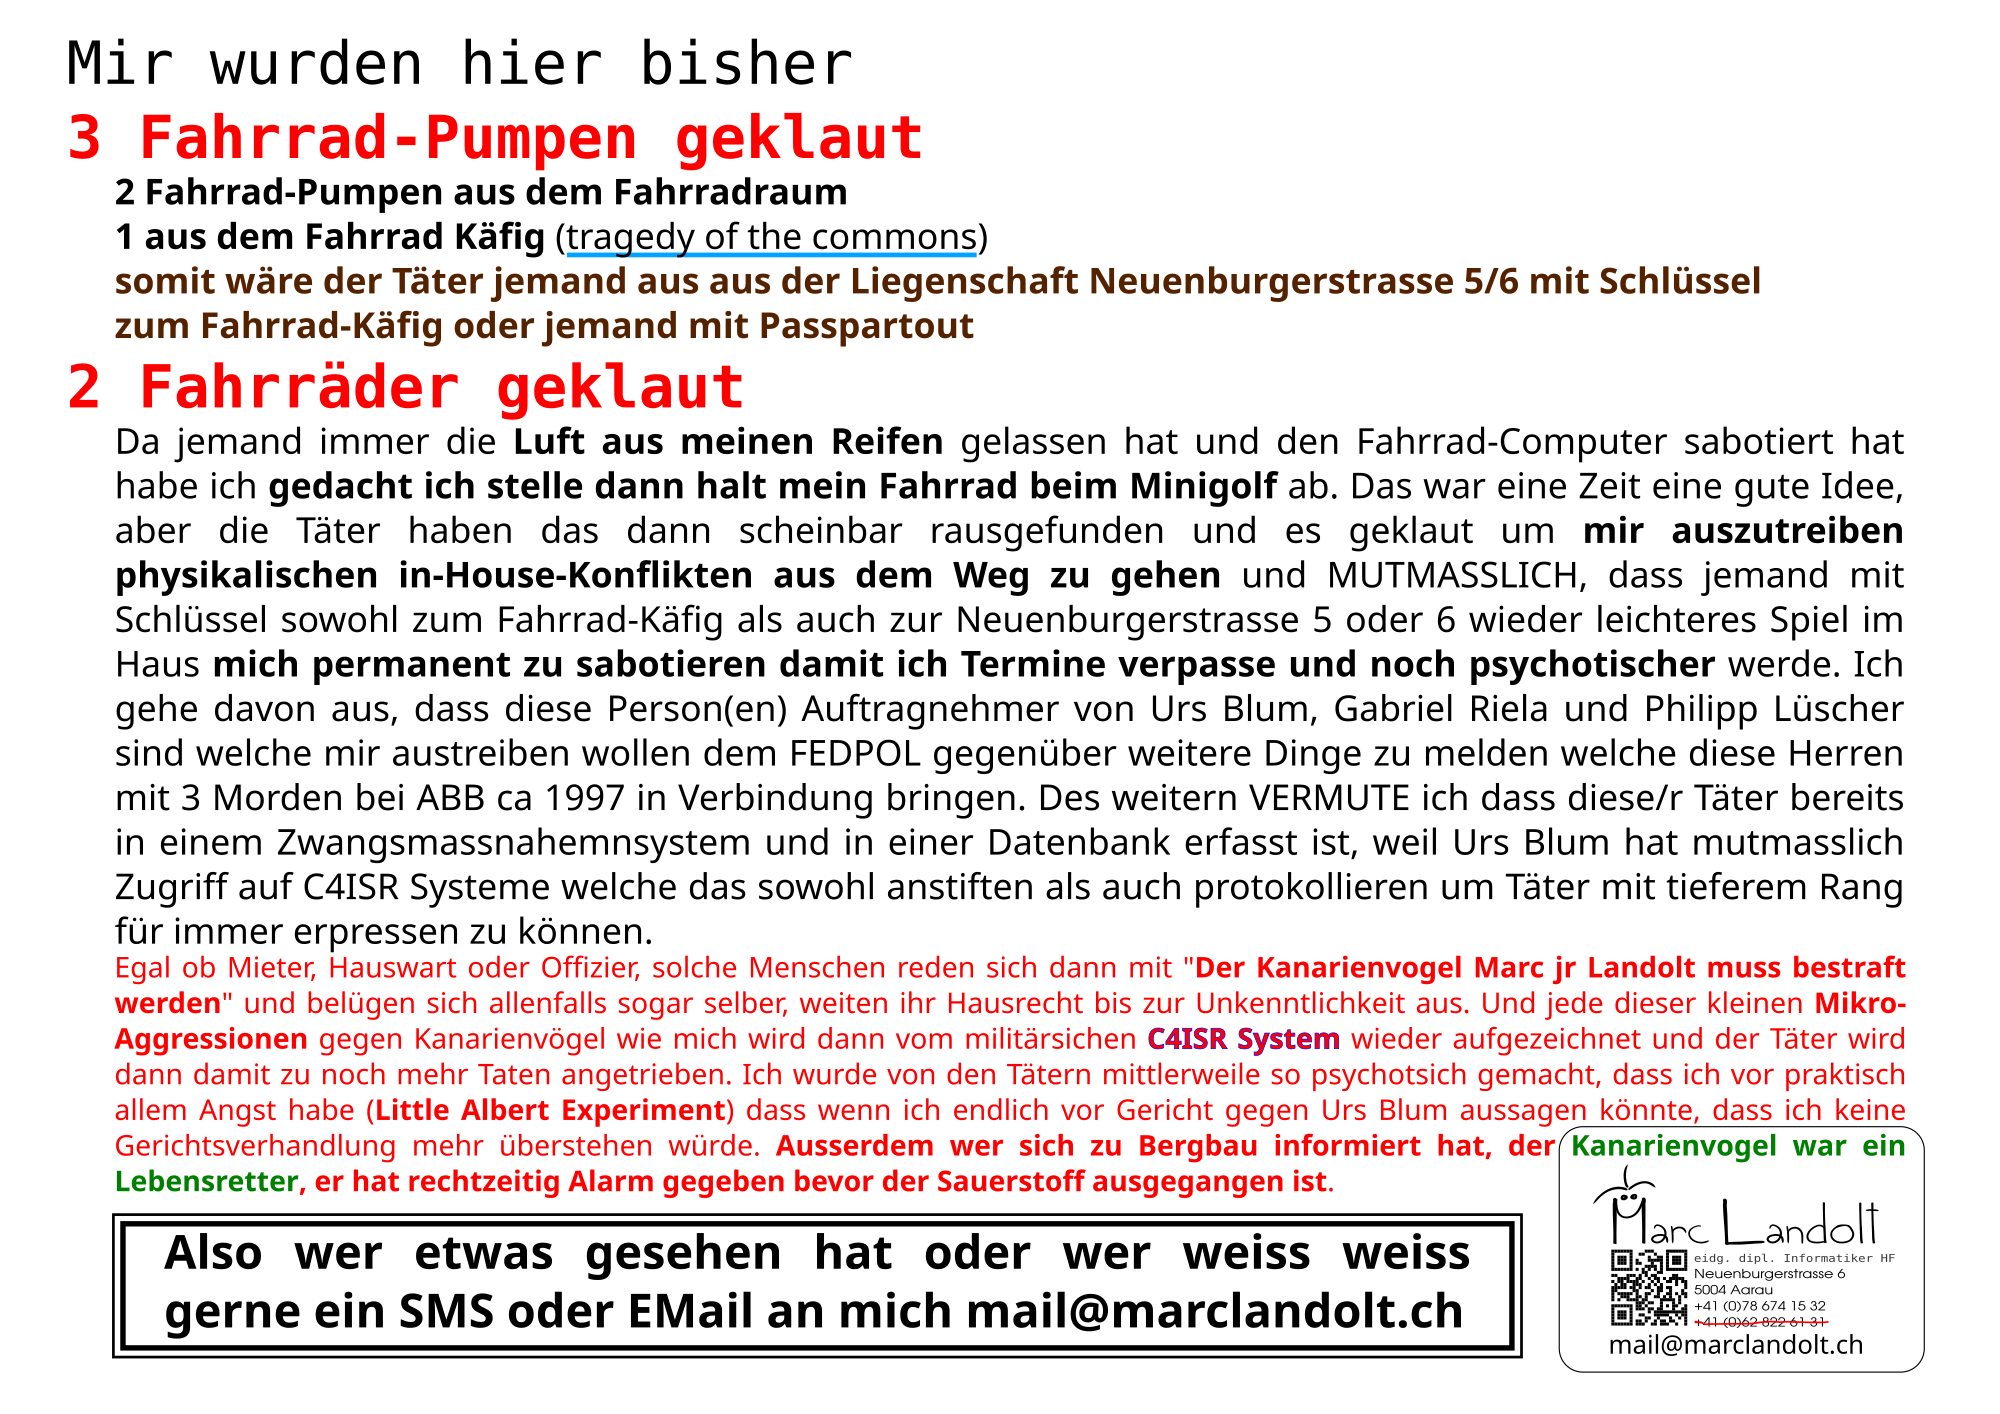 Mir wurden hier bisher
3 Fahrrad-Pumpen geklaut
2 Fahrrad-Pumpen aus dem Fahrradraum
1 aus dem Fahrrad Käfig (tragedy of the commons)
somit wäre der Täter jemand aus aus der Liegenschaft Neuenburgerstrasse 5/6 mit Schlüssel
zum Fahrrad-Käfig oder jemand mit Passpartout
2 Fahrräder geklaut
Da jemand immer die Luft aus meinen Reifen gelassen hat und den Fahrrad-Computer sabotiert hat
habe ich gedacht ich stelle dann halt mein Fahrrad beim Minigolf ab. Das war eine Zeit eine gute Idee,
aber die Täter haben das dann scheinbar rausgefunden und es geklaut um mir auszutreiben
physikalischen in-House-Konflikten aus dem Weg zu gehen und MUTMASSLICH, dass jemand mit
Schlüssel sowohl zum Fahrrad-Käfig als auch zur Neuenburgerstrasse 5 oder 6 wieder leichteres Spiel im
Haus mich permanent zu sabotieren damit ich Termine verpasse und noch psychotischer werde. Ich
gehe davon aus, dass diese Person(en) Auftragnehmer von Urs Blum, Gabriel Riela und Philipp Lüscher
sind welche mir austreiben wollen dem FEDPOL gegenüber weitere Dinge zu melden welche diese Herren
mit 3 Morden bei ABB ca 1997 in Verbindung bringen. Des weitern VERMUTE ich dass diese/r Täter bereits
in einem Zwangsmassnahemnsystem und in einer Datenbank erfasst ist, weil Urs Blum hat mutmasslich
Zugriff auf C4ISR Systeme welche das sowohl anstiften als auch protokollieren um Täter mit tieferem Rang
für immer erpressen zu können.
Egal ob Mieter, Hauswart oder Offizier, solche Menschen reden sich dann mit "Der Kanarienvogel Marc jr Landolt muss bestraft
werden" und belügen sich allenfalls sogar selber, weiten ihr Hausrecht bis zur Unkenntlichkeit aus. Und jede dieser kleinen Mikro-
Aggressionen gegen Kanarienvögel wie mich wird dann vom militärsichen C4ISR System wieder aufgezeichnet und der Täter wird
dann damit zu noch mehr Taten angetrieben. Ich wurde von den Tätern mittlerweile so psychotsich gemacht, dass ich vor praktisch
allem Angst habe (Little Albert Experiment) dass wenn ich endlich vor Gericht gegen Urs Blum aussagen könnte, dass ich keine
Gerichtsverhandlung mehr überstehen würde. Ausserdem wer sich zu Bergbau informiert hat, der Kanarienvogel war ein
Lebensretter, er hat rechtzeitig Alarm gegeben bevor der Sauerstoff ausgegangen ist.
Also wer etwas gesehen hat oder wer weiss weiss
gerne ein SMS oder EMail an mich mail@marclandolt.ch
Marc Landolt
eidg. dipl. Informatiker HF
Neuenburgerstrasse 6
5004 Aarau
+41 (0)78 674 15 32
+41 (0)62 822 61 31
mail@marclandolt.ch